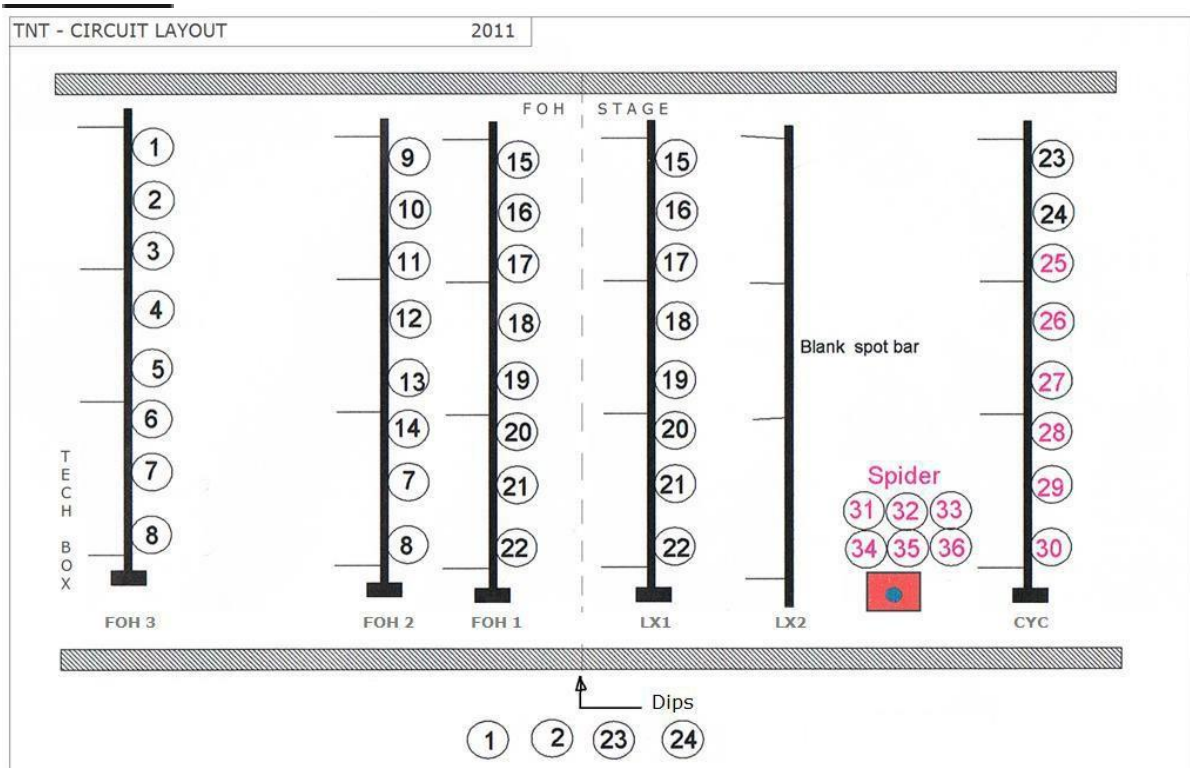 TNT - CIRCUIT LAYOUT 2011
FOH STAGE
1 9 15 15 23
2 10 16 16 24
3 11 17 17 25
4 12 18 18 26
Blank spot bar
5 13 19 19 27
6 14 20 20 28
TECH BOX
7 7 21 21 29
Spider
31 32 33
8 8 22 22 34 35 36 30
FOH 3 FOH 2 FOH 1 LX1 LX2 CYC
Dips
1 2 23 24